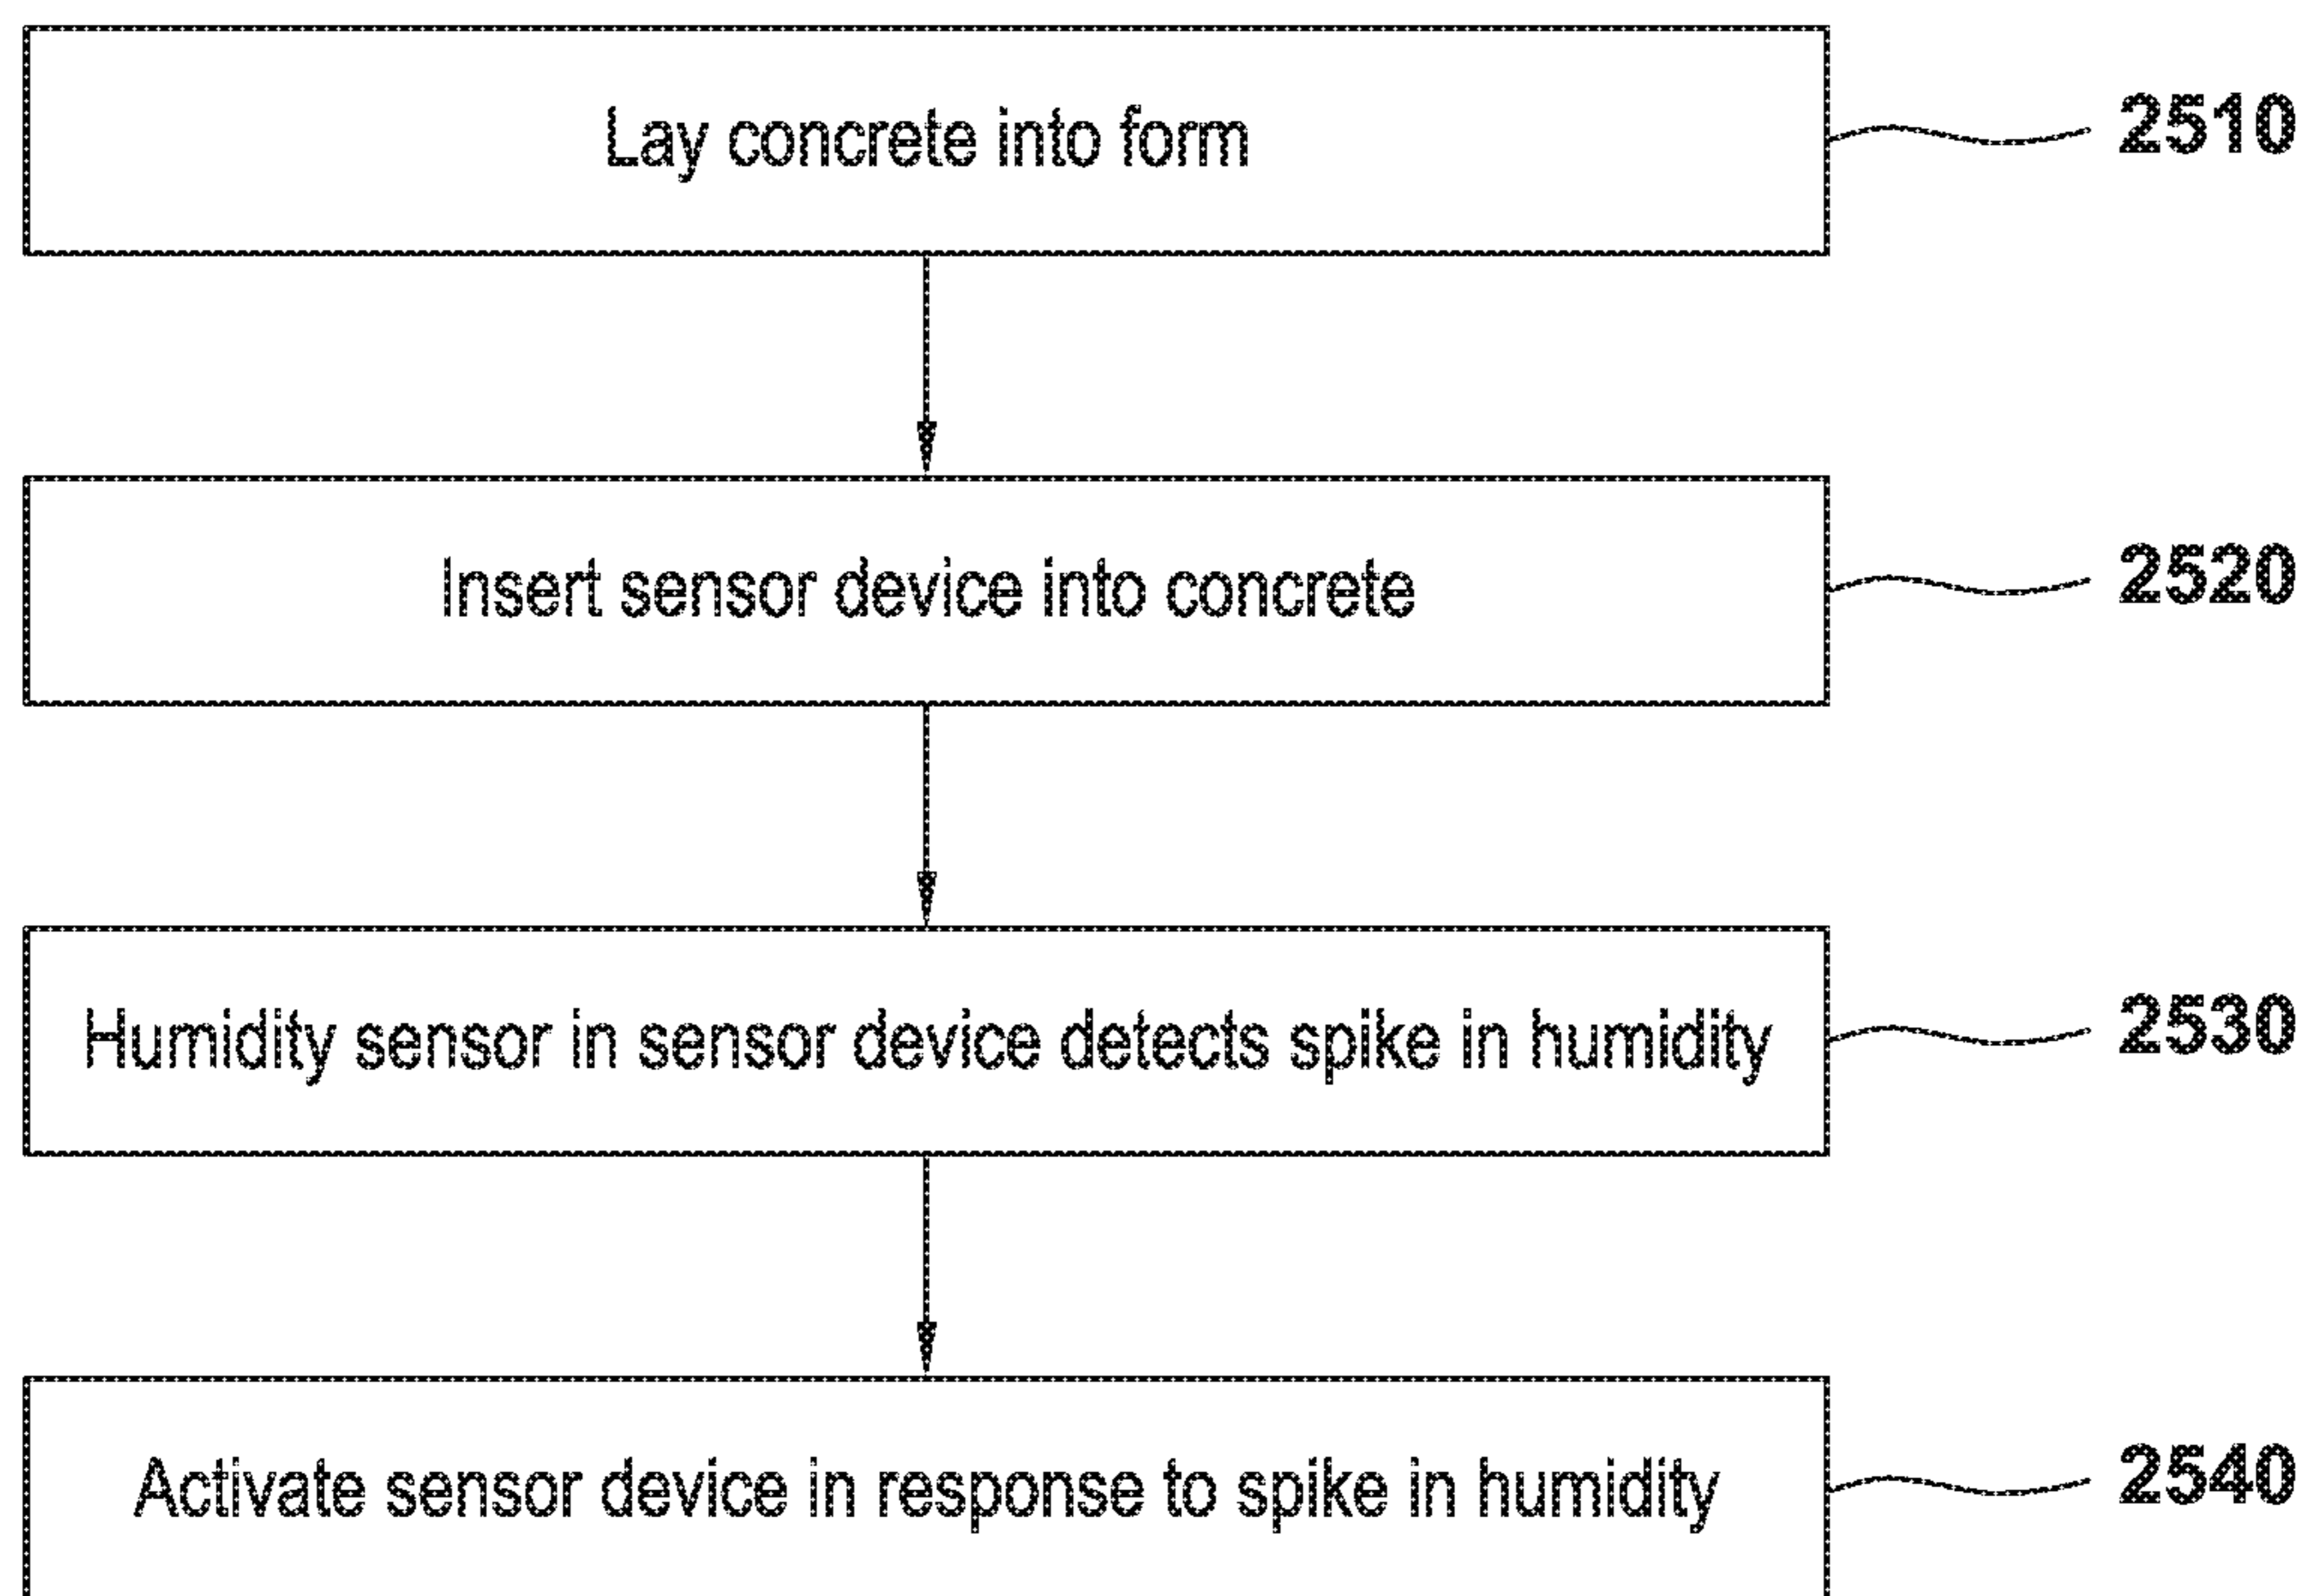 Lay concrete into form 2510
Insert sensor device into concrete 2520
Humidity sensor in sensor device detects spike in humidity 2530
Activate sensor device in response to spike in humidity 2540